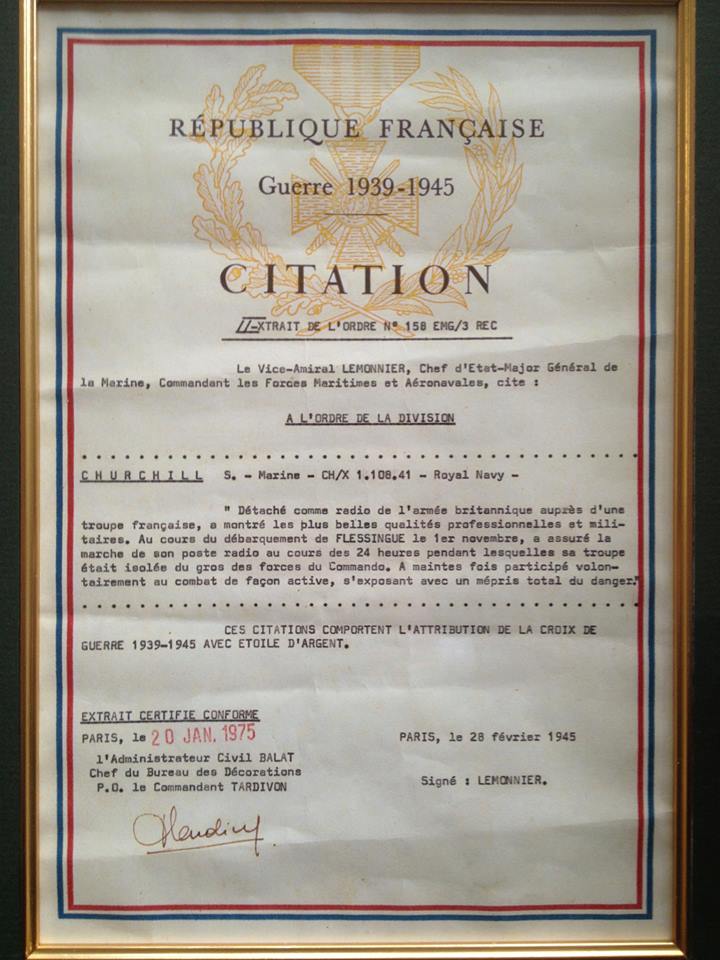 RÉPUBLIQUE FRANÇAISE
Guerre 1939-1945
CITATION
EXTRAIT DE L'ORDRE N° 158 EMG/3 REC
Le Vice-Amiral LEMONNIER, Chef d'Etat-Major Général de
la Marine, Commandant les Forces Maritimes et Aéronavales, cite :
A L'ORDRE DE LA DIVISION
CHURCHILL S. - Marine - CH/X 1.108.41 - Royal Navy -
" Détaché comme radio de l'armée britannique auprès d'une
troupe française, a montré les plus belles qualités professionnelles et mili-
taires. Au cours du débarquement de FLESSINGUE le 1er novembre, a assuré la
marche de son poste radio au cours des 24 heures pendant lesquelles sa troupe
était isolée du gros des forces du Commando. A maintes fois participé volon-
tairement au combat de façon active, s'exposant avec un mépris total du danger."
CES CITATIONS COMPORTENT L'ATTRIBUTION DE LA CROIX DE
GUERRE 1939-1945 AVEC ETOILE D'ARGENT.
EXTRAIT CERTIFIE CONFORME
PARIS, le 20 JAN. 1975
PARIS, le 28 février 1945
l'Administrateur Civil BALAT
Chef du Bureau des Décorations
P.O. le Commandant TARDIVON
Signé : LEMONNIER.